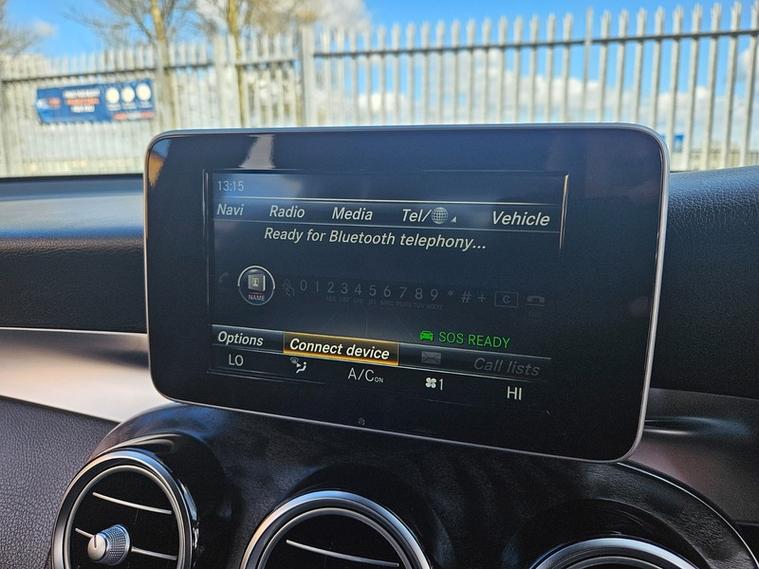 13:15
Navi Radio Media Tel/ Vehicle
Ready for Bluetooth telephony...
NAME 0 1 2 3 4 5 6 7 8 9 * # + C
SOS READY
Options Connect device Call lists
LO A/C ON 1 HI